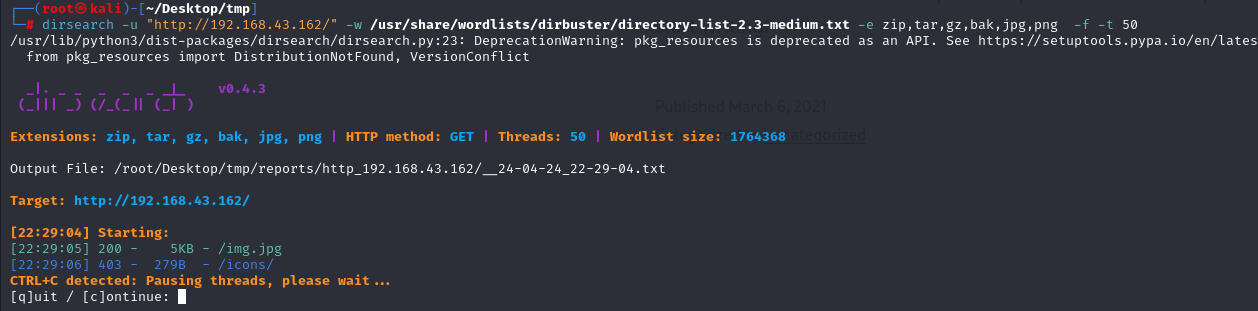 ┌──(root㉿kali)-[~/Desktop/tmp]
└─# dirsearch -u "http://192.168.43.162/" -w /usr/share/wordlists/dirbuster/directory-list-2.3-medium.txt -e zip,tar,gz,bak,jpg,png  -f -t 50
/usr/lib/python3/dist-packages/dirsearch/dirsearch.py:23: DeprecationWarning: pkg_resources is deprecated as an API. See https://setuptools.pypa.io/en/lates
  from pkg_resources import DistributionNotFound, VersionConflict
  _|. _ _  _  _  _ _|_    v0.4.3
 (_||| _) (/_(_|| (_| )
Published March 6, 2021
Extensions: zip, tar, gz, bak, jpg, png | HTTP method: GET | Threads: 50 | Wordlist size: 1764368
categorized
Output File: /root/Desktop/tmp/reports/http_192.168.43.162/__24-04-24_22-29-04.txt
Target: http://192.168.43.162/
[22:29:04] Starting:
[22:29:05] 200 -    5KB - /img.jpg
[22:29:06] 403 -  279B  - /icons/
CTRL+C detected: Pausing threads, please wait...
[q]uit / [c]ontinue: